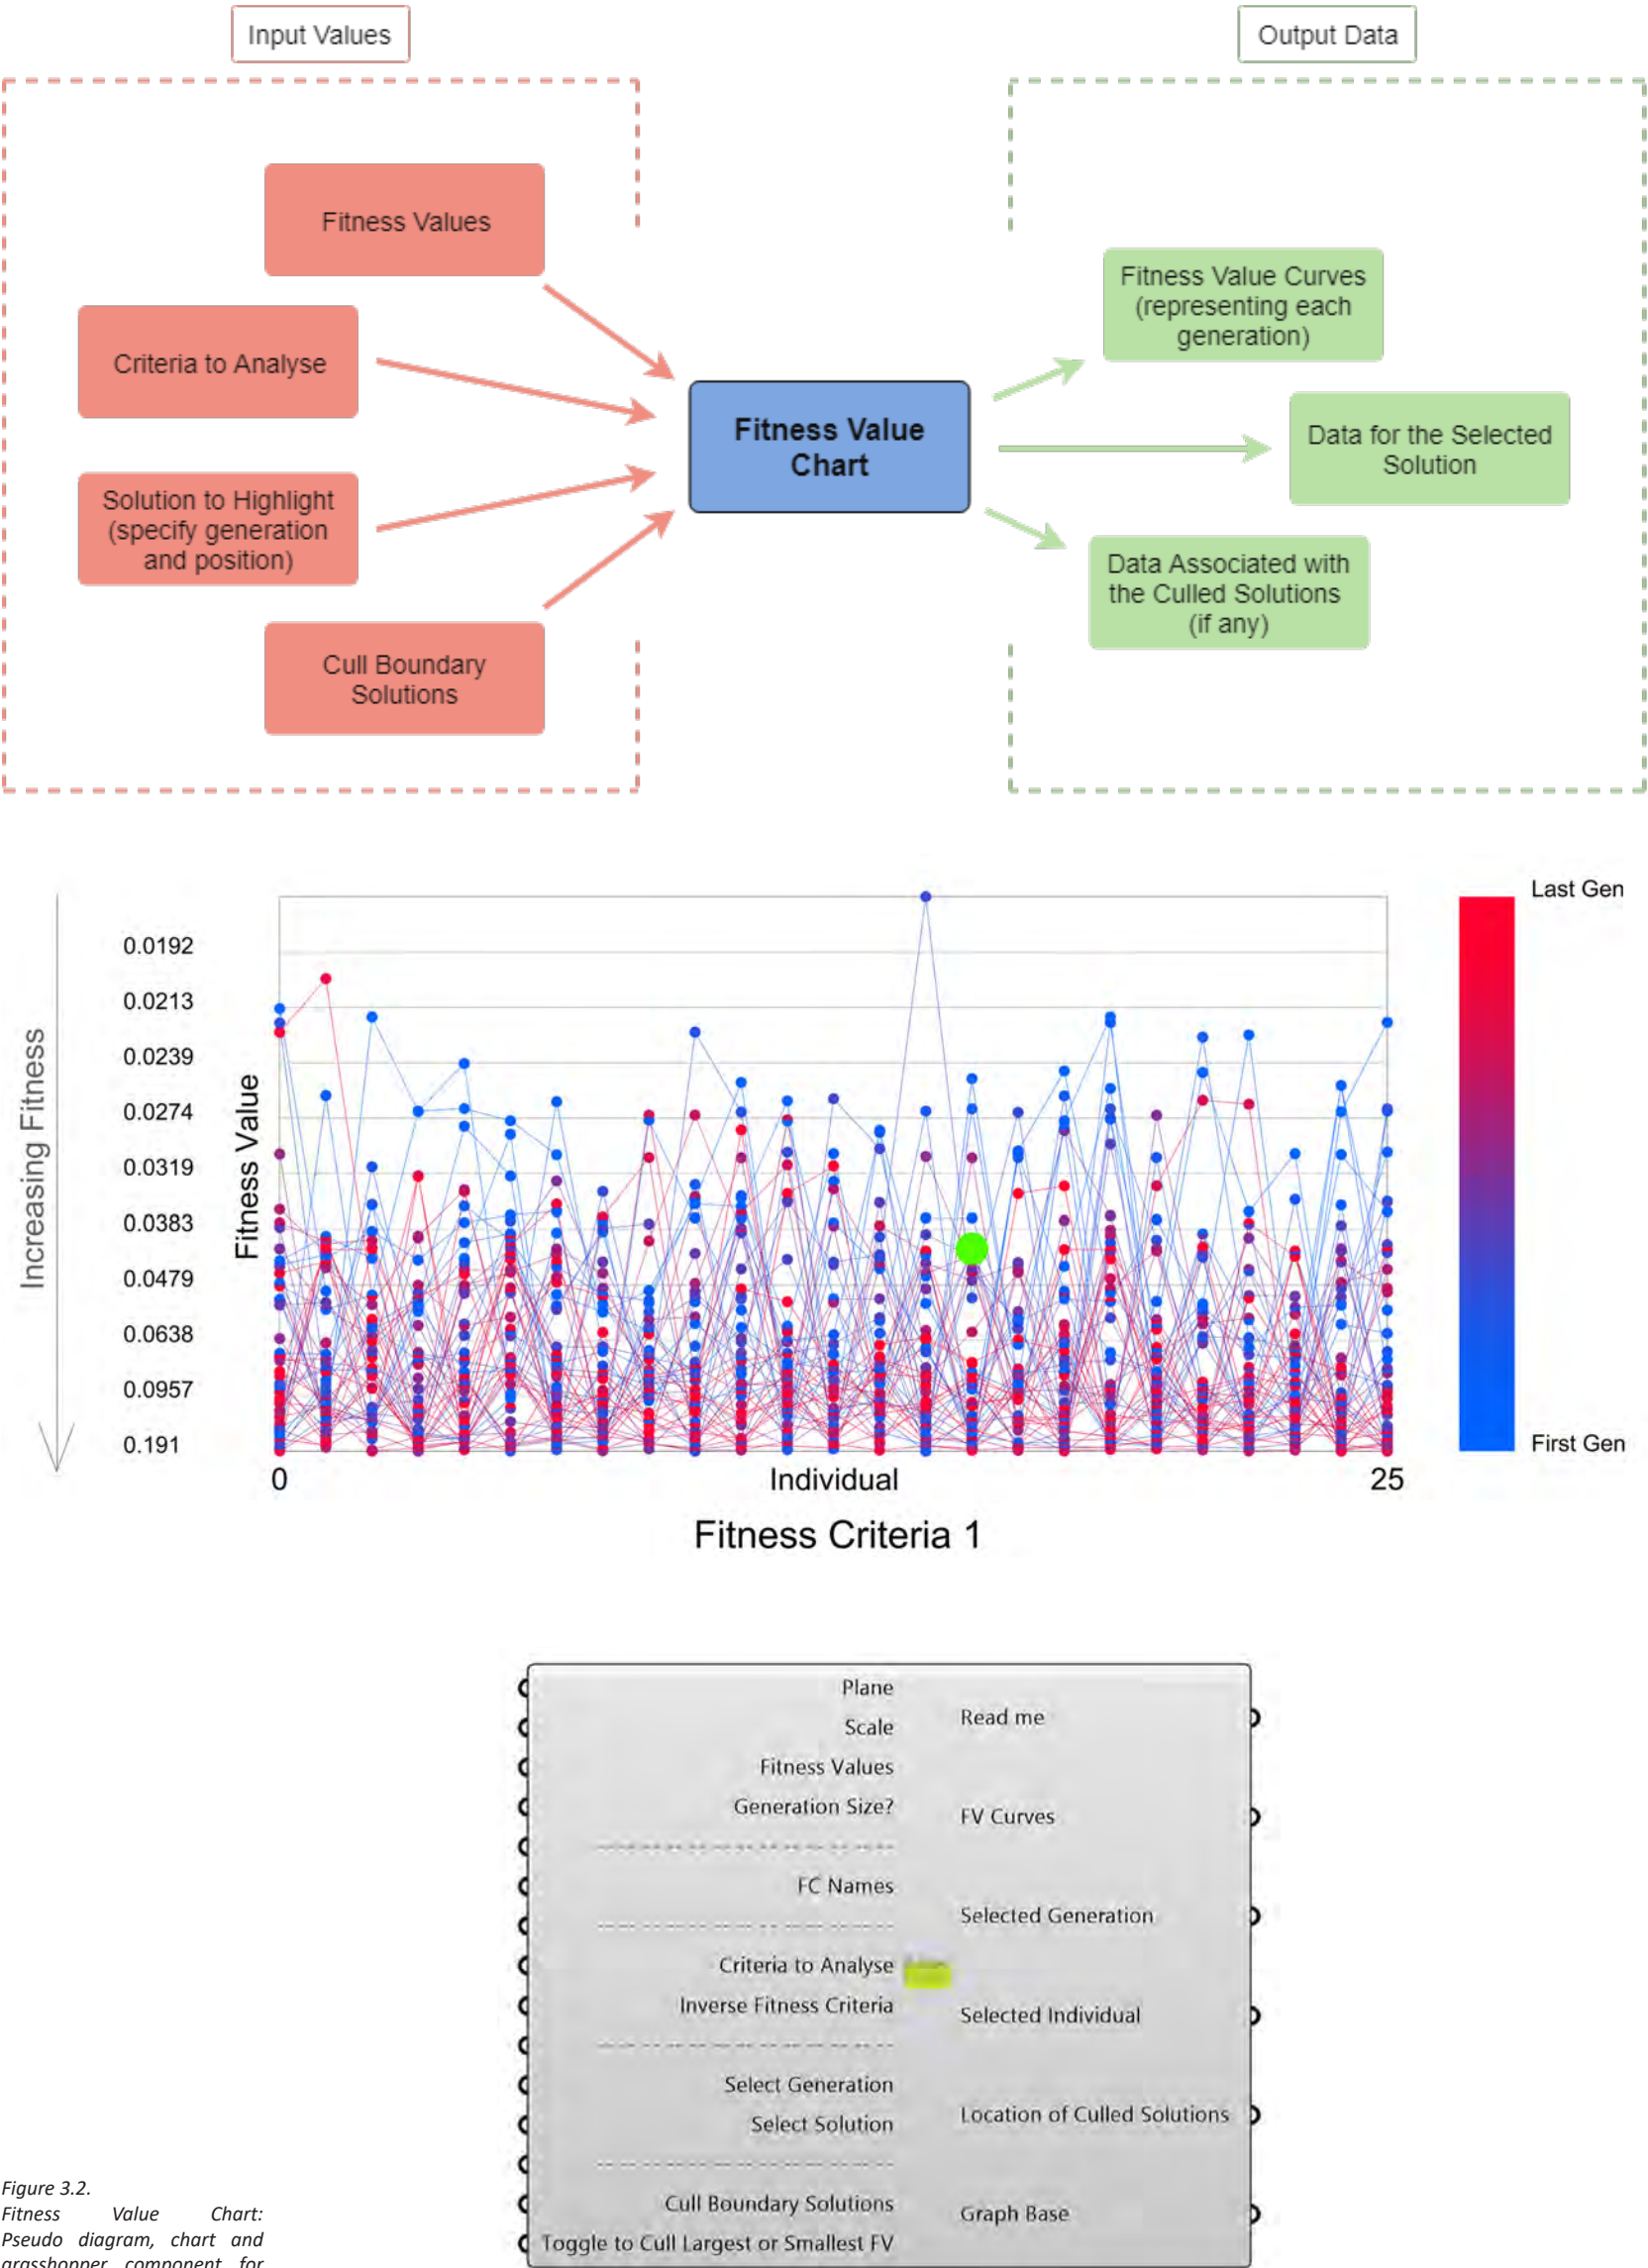 Input Values
Output Data
Fitness Values
Criteria to Analyse
Solution to Highlight
(specify generation
and position)
Cull Boundary
Solutions
Fitness Value
Chart
Fitness Value Curves
(representing each
generation)
Data for the Selected
Solution
Data Associated with
the Culled Solutions
(if any)
Increasing Fitness
0.0192
0.0213
0.0239
0.0274
0.0319
0.0383
0.0479
0.0638
0.0957
0.191
Fitness Value
0
Individual
25
Fitness Criteria 1
Last Gen
First Gen
Plane
Scale
Fitness Values
Generation Size?
FC Names
Criteria to Analyse
Inverse Fitness Criteria
Select Generation
Select Solution
Cull Boundary Solutions
Toggle to Cull Largest or Smallest FV
Read me
FV Curves
Selected Generation
Selected Individual
Location of Culled Solutions
Graph Base
Figure 3.2.
Fitness Value Chart:
Pseudo diagram, chart and
grasshopper component for